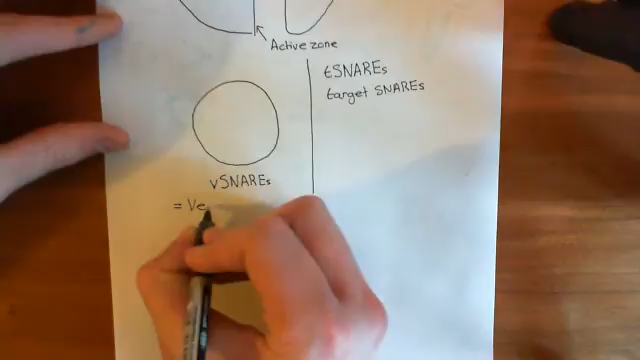 Active zone
tSNAREs
target SNAREs
vSNAREs
= Ve